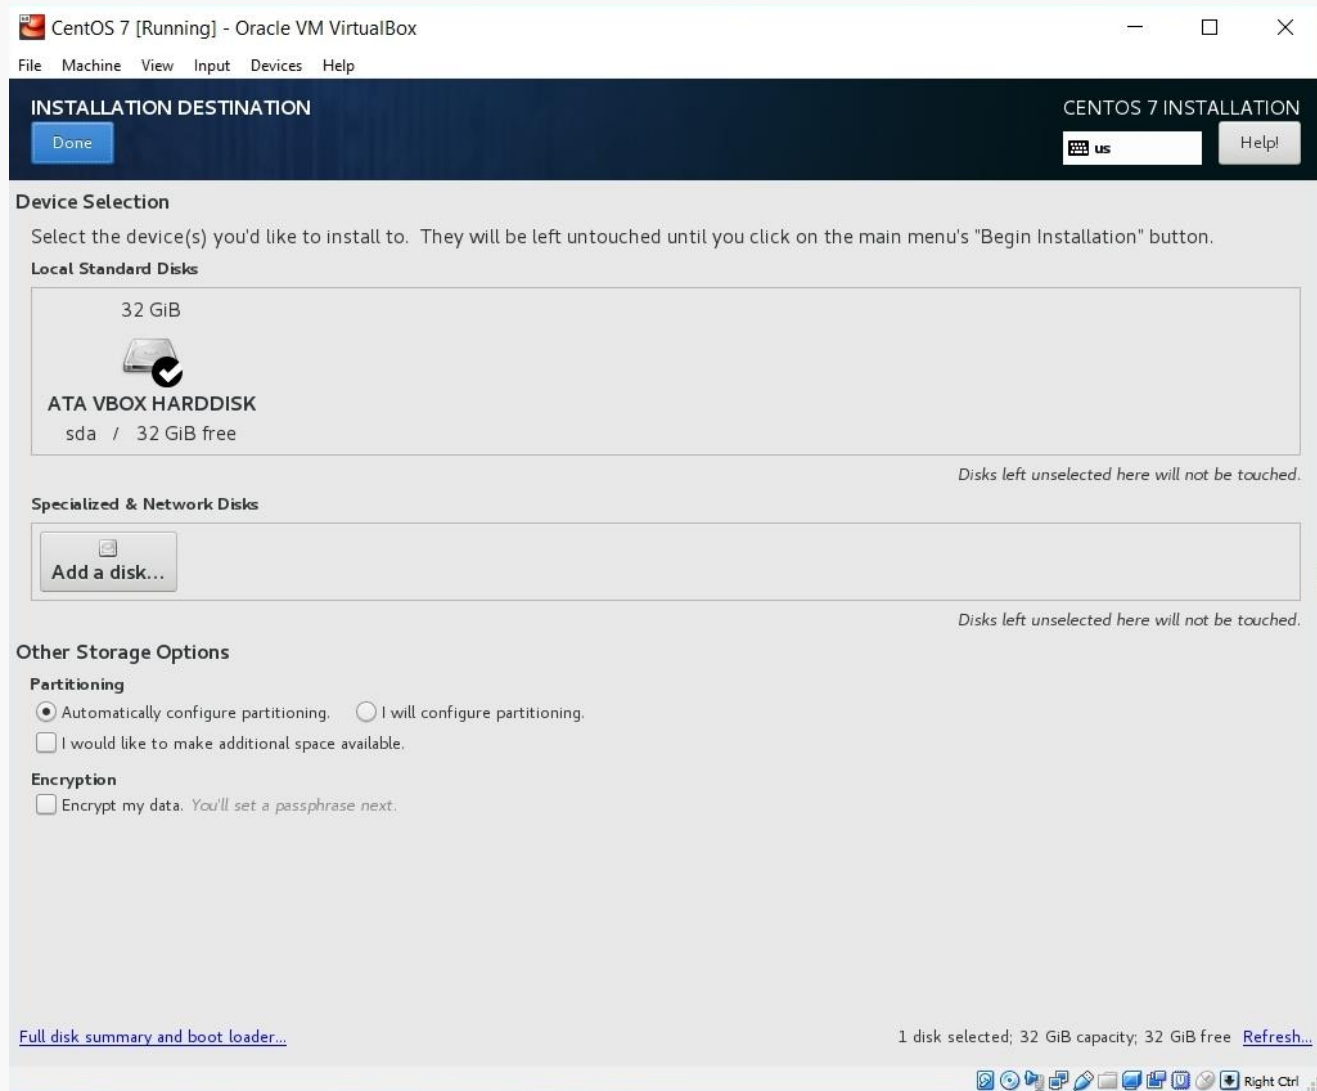 CentOS 7 [Running] - Oracle VM VirtualBox
File Machine View Input Devices Help
INSTALLATION DESTINATION
CENTOS 7 INSTALLATION
Done
us
Help!
Device Selection
Select the device(s) you'd like to install to. They will be left untouched until you click on the main menu's "Begin Installation" button.
Local Standard Disks
32 GiB
ATA VBOX HARDDISK
sda / 32 GiB free
Disks left unselected here will not be touched.
Specialized & Network Disks
Add a disk...
Disks left unselected here will not be touched.
Other Storage Options
Partitioning
Automatically configure partitioning. I will configure partitioning.
I would like to make additional space available.
Encryption
Encrypt my data. You'll set a passphrase next.
Full disk summary and boot loader... 1 disk selected; 32 GiB capacity; 32 GiB free Refresh...
Right Ctrl